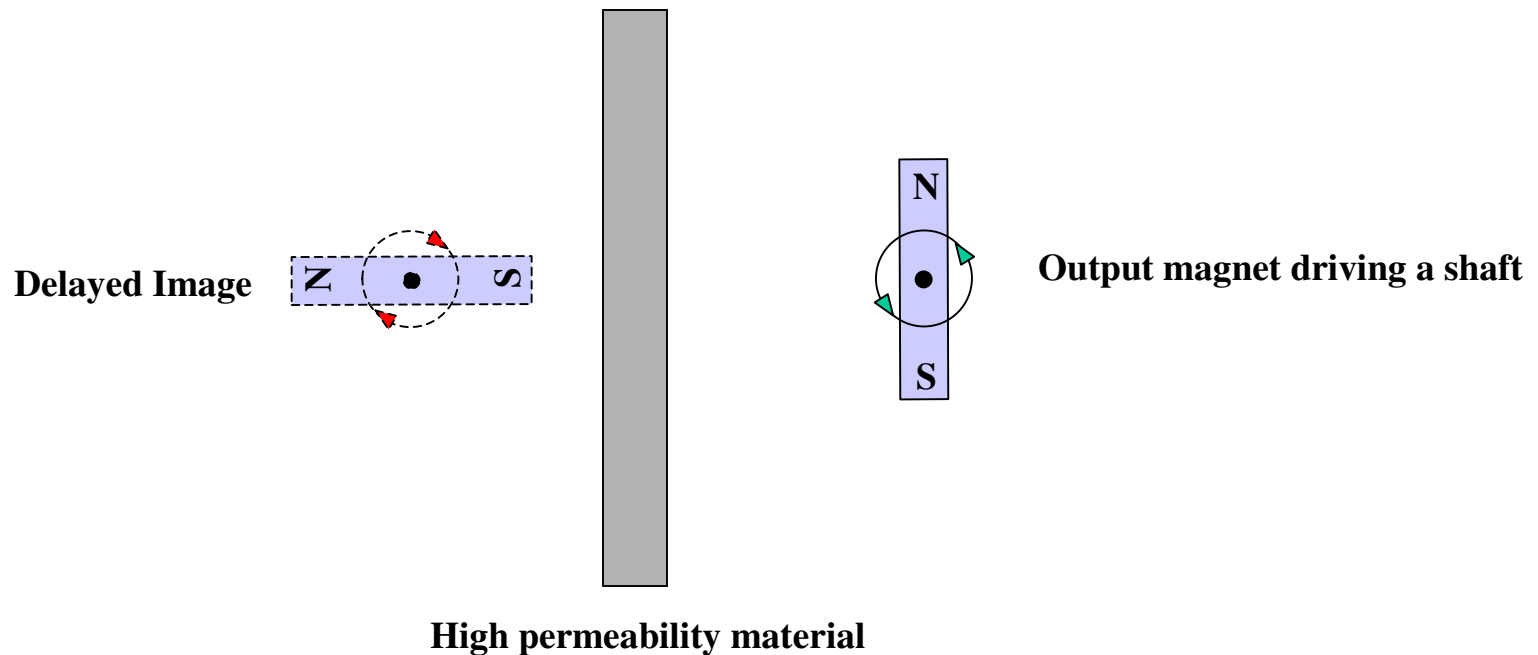 N
Delayed Image
N S
Output magnet driving a shaft
S
High permeability material